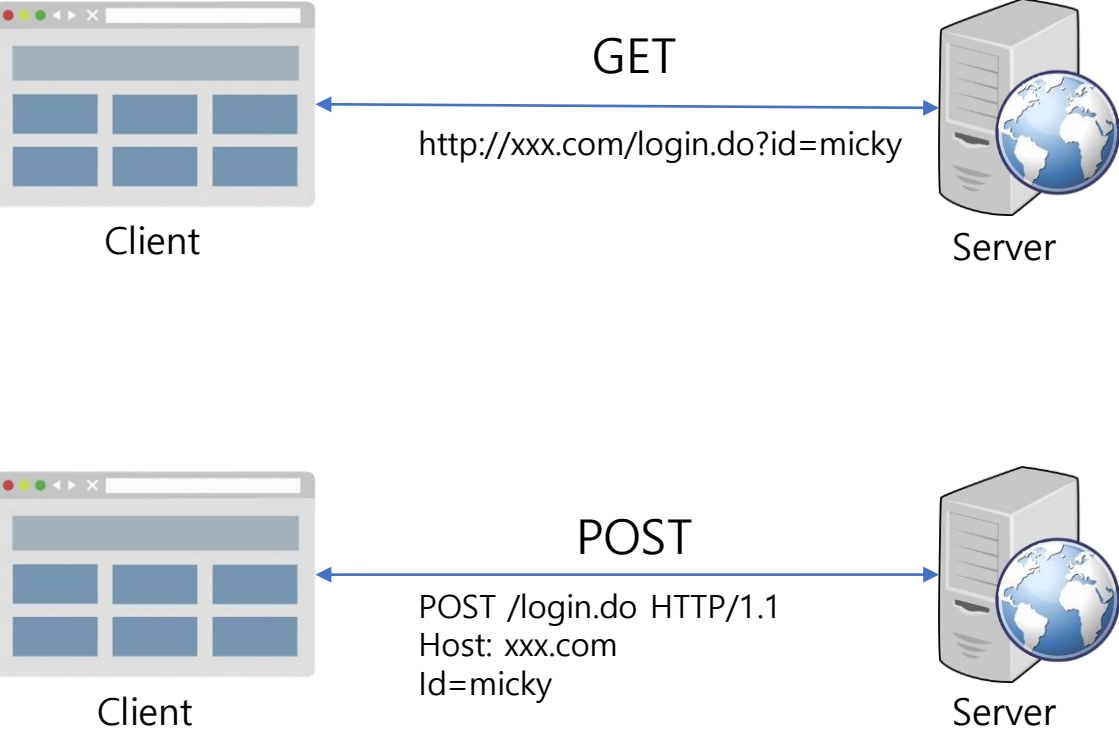 GET
http://xxx.com/login.do?id=micky
Client
Server
POST
POST /login.do HTTP/1.1
Host: xxx.com
Id=micky
Client
Server